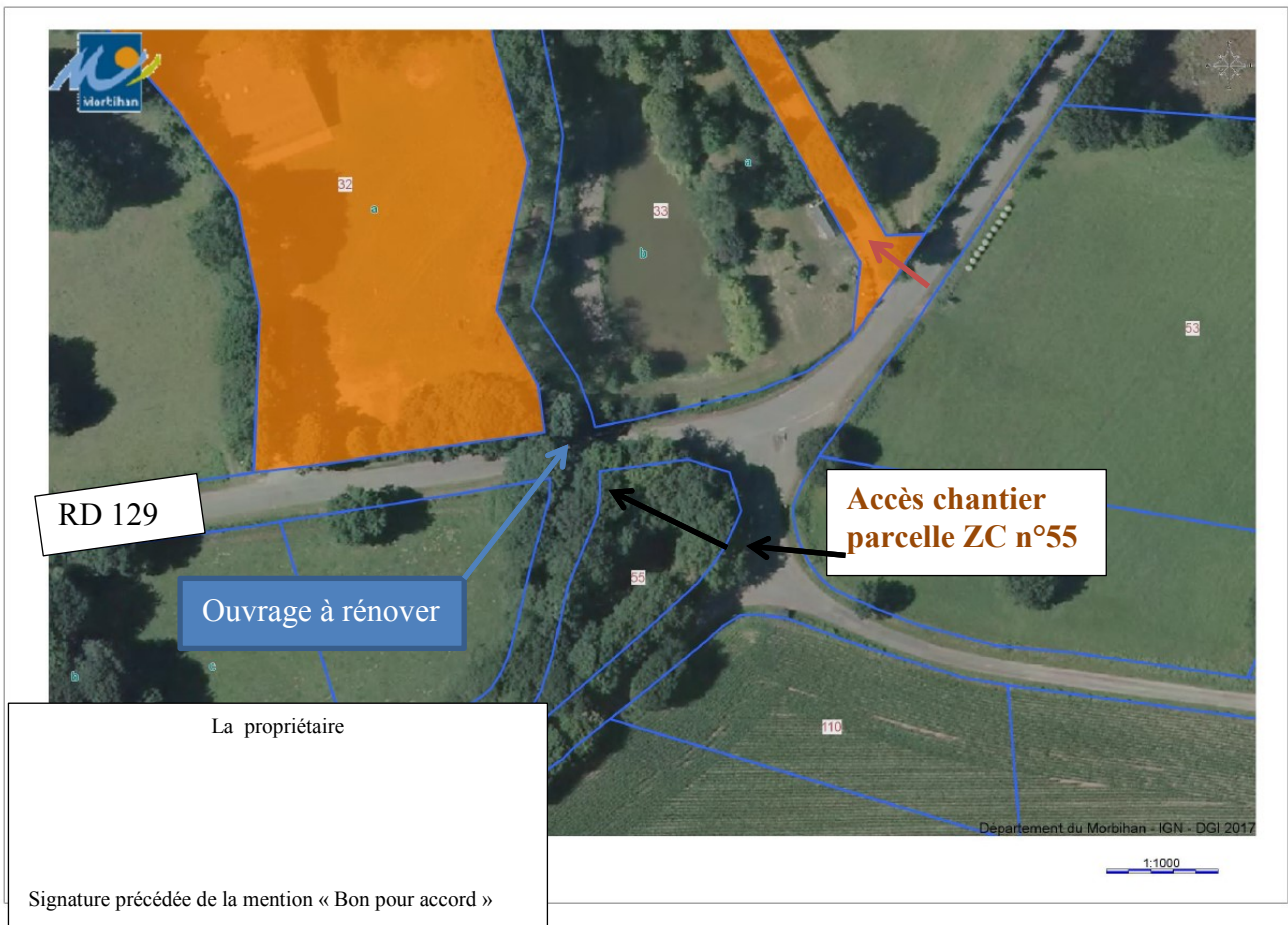 Morbihan
32
a
33
a
b
53
RD 129
Accès chantier
parcelle ZC n°55
Ouvrage à rénover
55
c
b
110
La propriétaire
Signature précédée de la mention « Bon pour accord »
Département du Morbihan - IGN - DGI 2017
1:1000